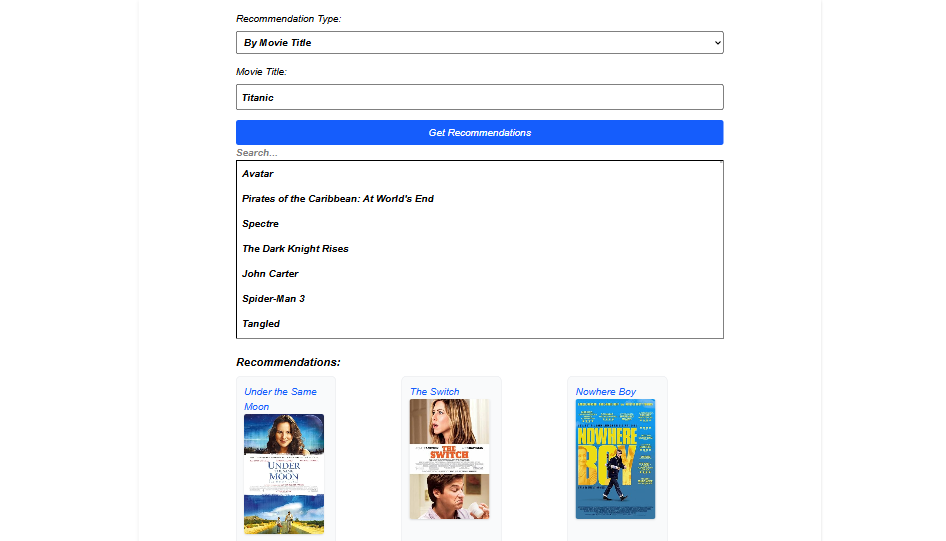 Recommendation Type:
By Movie Title
Movie Title:
Titanic
Get Recommendations
Search...
Avatar
Pirates of the Caribbean: At World's End
Spectre
The Dark Knight Rises
John Carter
Spider-Man 3
Tangled
Recommendations:
Under the Same
Moon
UNDER
MOON
The Switch
THE
SWITCH
Nowhere Boy
NOWHERE
BOY